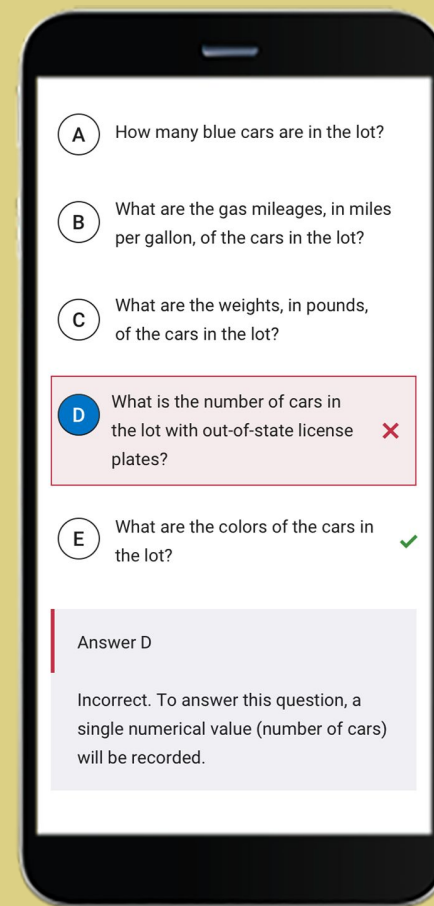 A How many blue cars are in the lot?
B What are the gas mileages, in miles
per gallon, of the cars in the lot?
C What are the weights, in pounds,
of the cars in the lot?
D What is the number of cars in
the lot with out-of-state license
plates?
E What are the colors of the cars in
the lot?
Answer D
Incorrect. To answer this question, a
single numerical value (number of cars)
will be recorded.